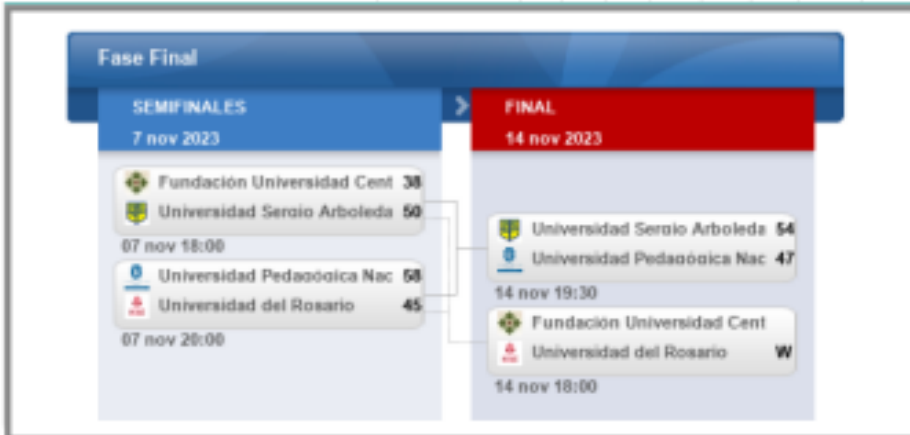 Fase Final
SEMIFINALES
7 nov 2023
Fundación Universidad Cent 38
Universidad Sergio Arboleda 50
07 nov 18:00
Universidad Pedagógica Nac 58
Universidad del Rosario 45
07 nov 20:00
FINAL
14 nov 2023
Universidad Sergio Arboleda 54
Universidad Pedagógica Nac 47
14 nov 19:30
Fundación Universidad Cent
Universidad del Rosario W
14 nov 18:00